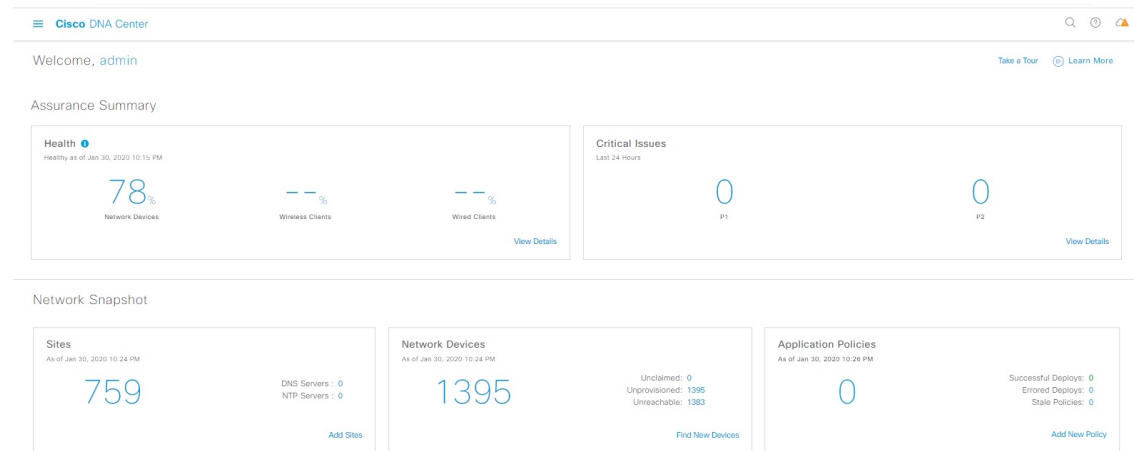 Cisco DNA Center
Welcome, admin
Take a Tour
Learn More
Assurance Summary
Health
Healthy as of Jan 30, 2020 10:15 PM
78%
Network Devices
--%
Wireless Clients
--%
Wired Clients
View Details
Critical Issues
Last 24 Hours
0
P1
0
P2
View Details
Network Snapshot
Sites
As of Jan 30, 2020 10:24 PM
759
DNS Servers : 0
NTP Servers : 0
Add Sites
Network Devices
As of Jan 30, 2020 10:24 PM
1395
Unclaimed: 0
Unprovisioned: 1395
Unreachable: 1383
Find New Devices
Application Policies
As of Jan 30, 2020 10:26 PM
0
Successful Deploys: 0
Errored Deploys: 0
Stale Policies: 0
Add New Policy